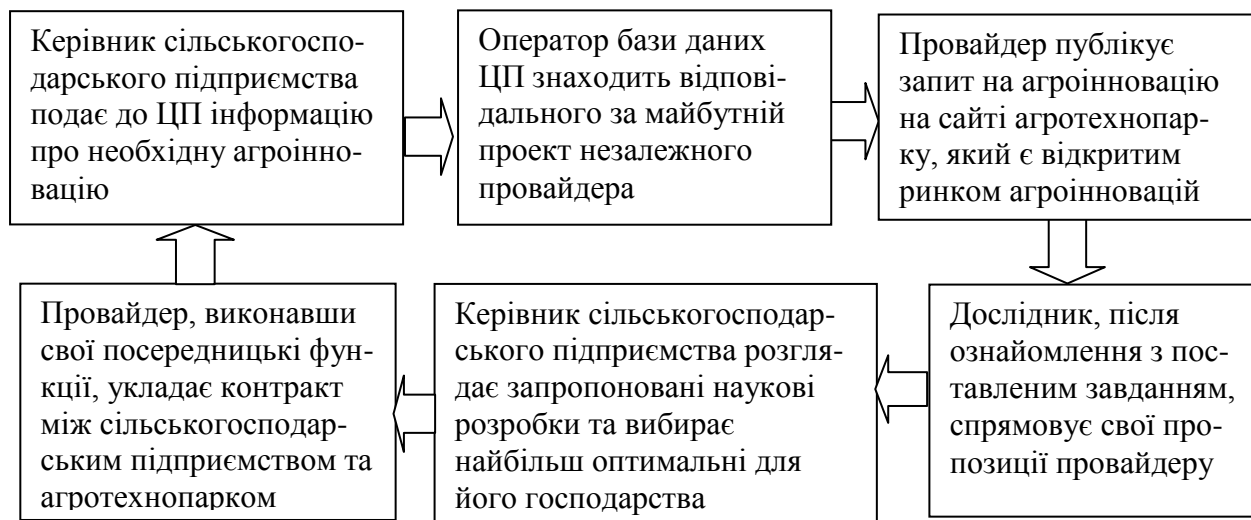 Керівник сільськогоспо-
дарського підприємства
подає до ЦП інформацію
про необхідну агроінно-
вацію
Оператор бази даних
ЦП знаходить відпові-
дального за майбутній
проект незалежного
провайдера
Провайдер публікує
запит на агроінновацію
на сайті агротехнопар-
ку, який є відкритим
ринком агроінновацій
Дослідник, після
ознайомлення з пос-
тавленим завданням,
спрямовує свої про-
позиції провайдеру
Керівник сільськогосподар-
ського підприємства розгля-
дає запропоновані наукові
розробки та вибирає
найбільш оптимальні для
його господарства
Провайдер, виконавши
свої посередницькі фун-
кції, укладає контракт
між сільськогосподар-
ським підприємством та
агротехнопарком